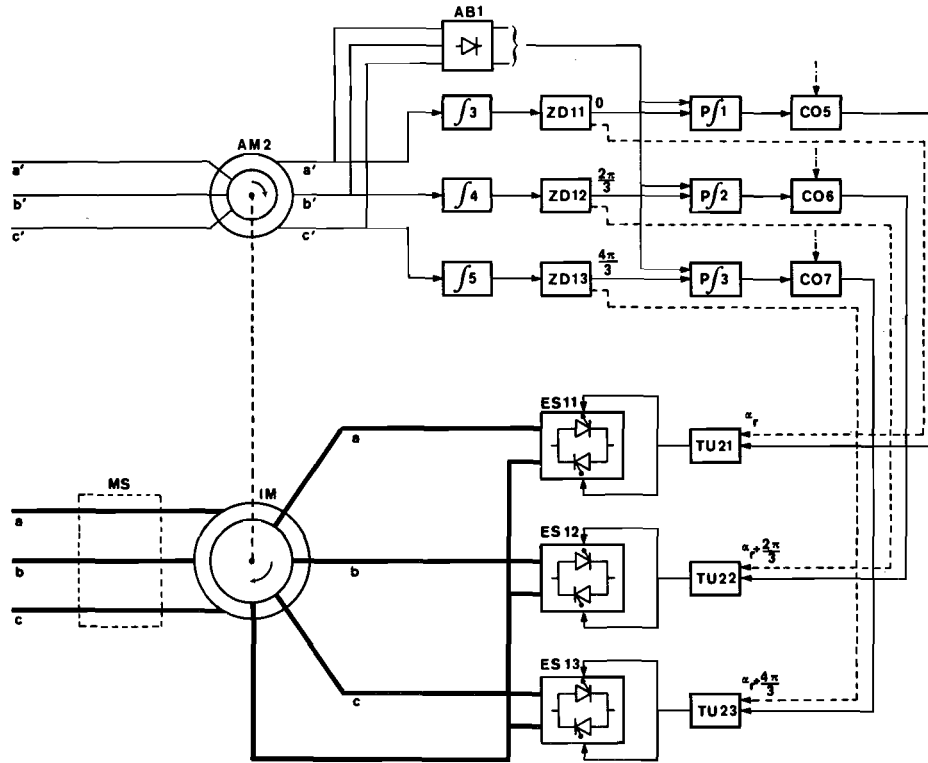 AB1
∫3 ZD11 0 P∫1 CO5
AM2
a' a'
b' b' ∫4 ZD12 2π/3 P∫2 CO6
c' c'
∫5 ZD13 4π/3 P∫3 CO7
ES11
a
αr
TU21
MS
IM
a
ES12
b b
αr+2π/3
TU22
c
ES13
c
αr+4π/3
TU23